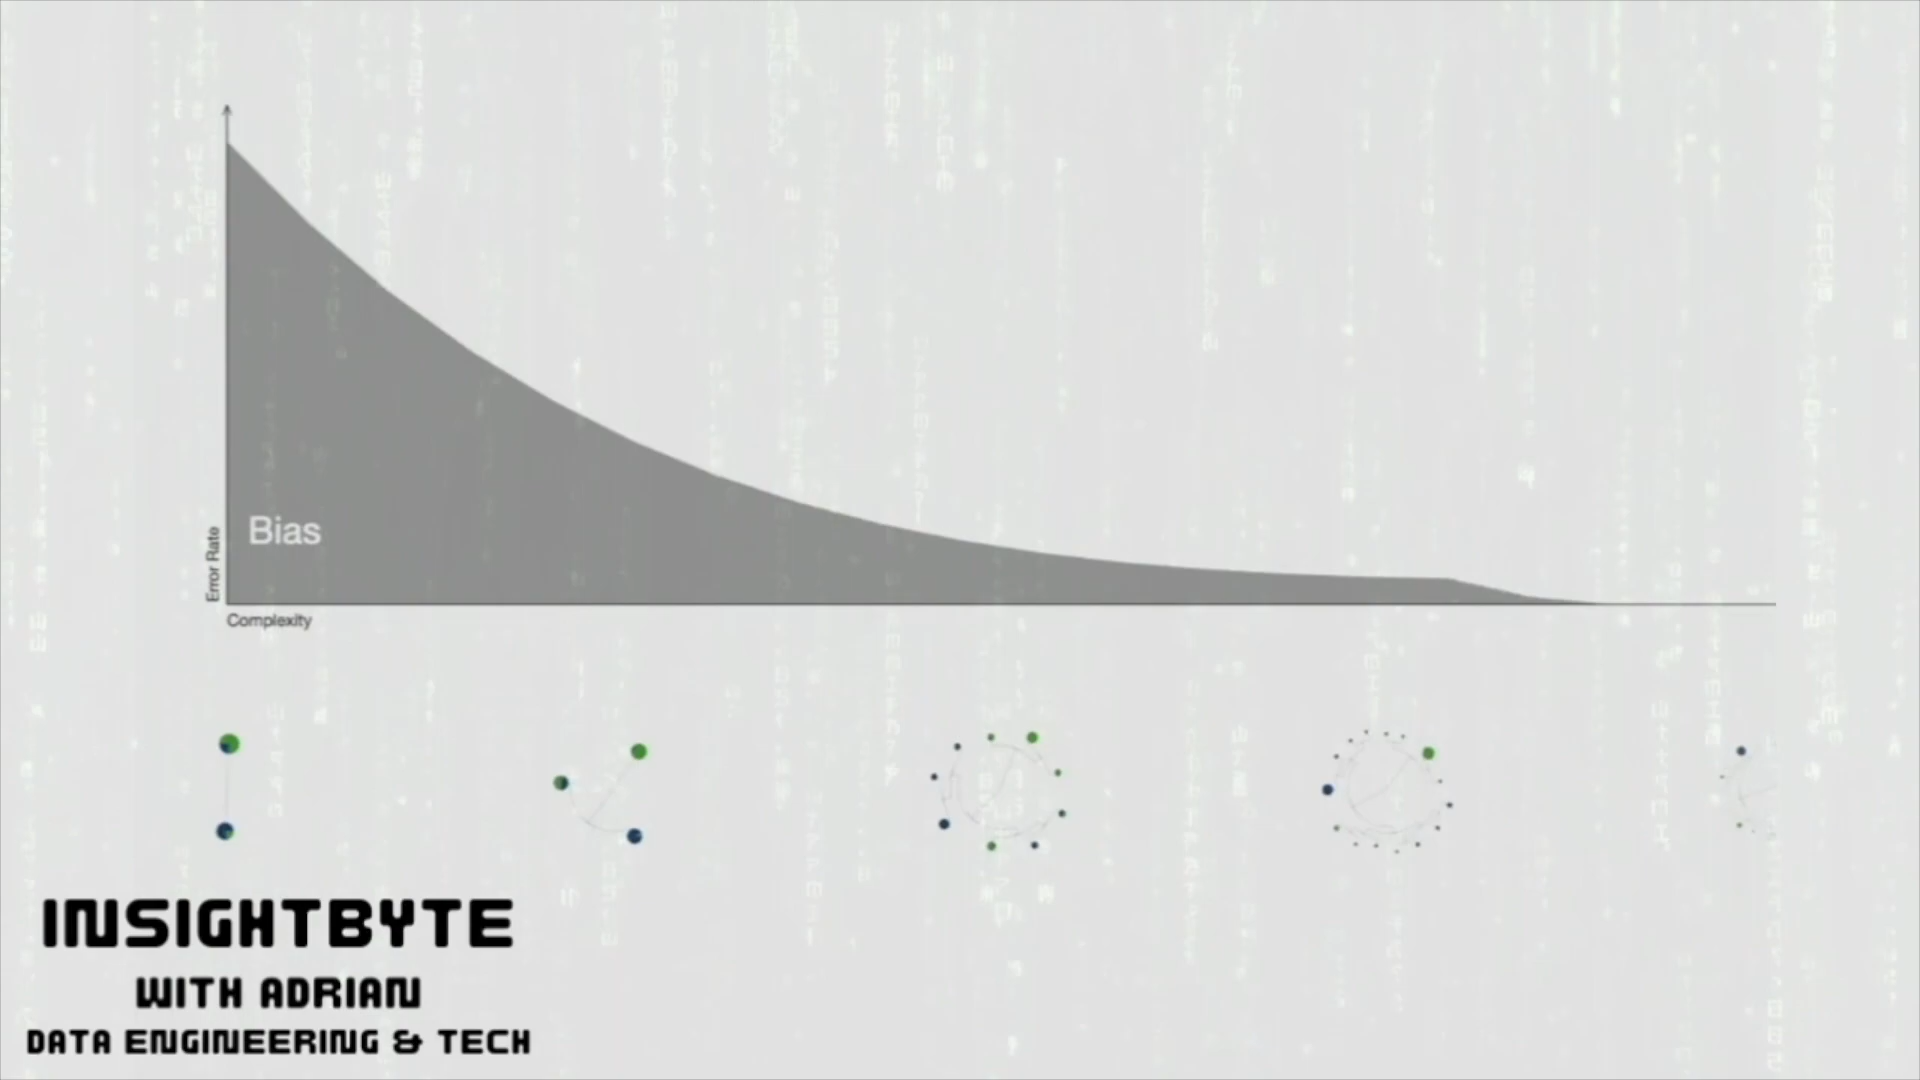 Bias
Error Rate
Complexity
INSIGHTBYTE
WITH ADRIAN
DATA ENGINEERING & TECH